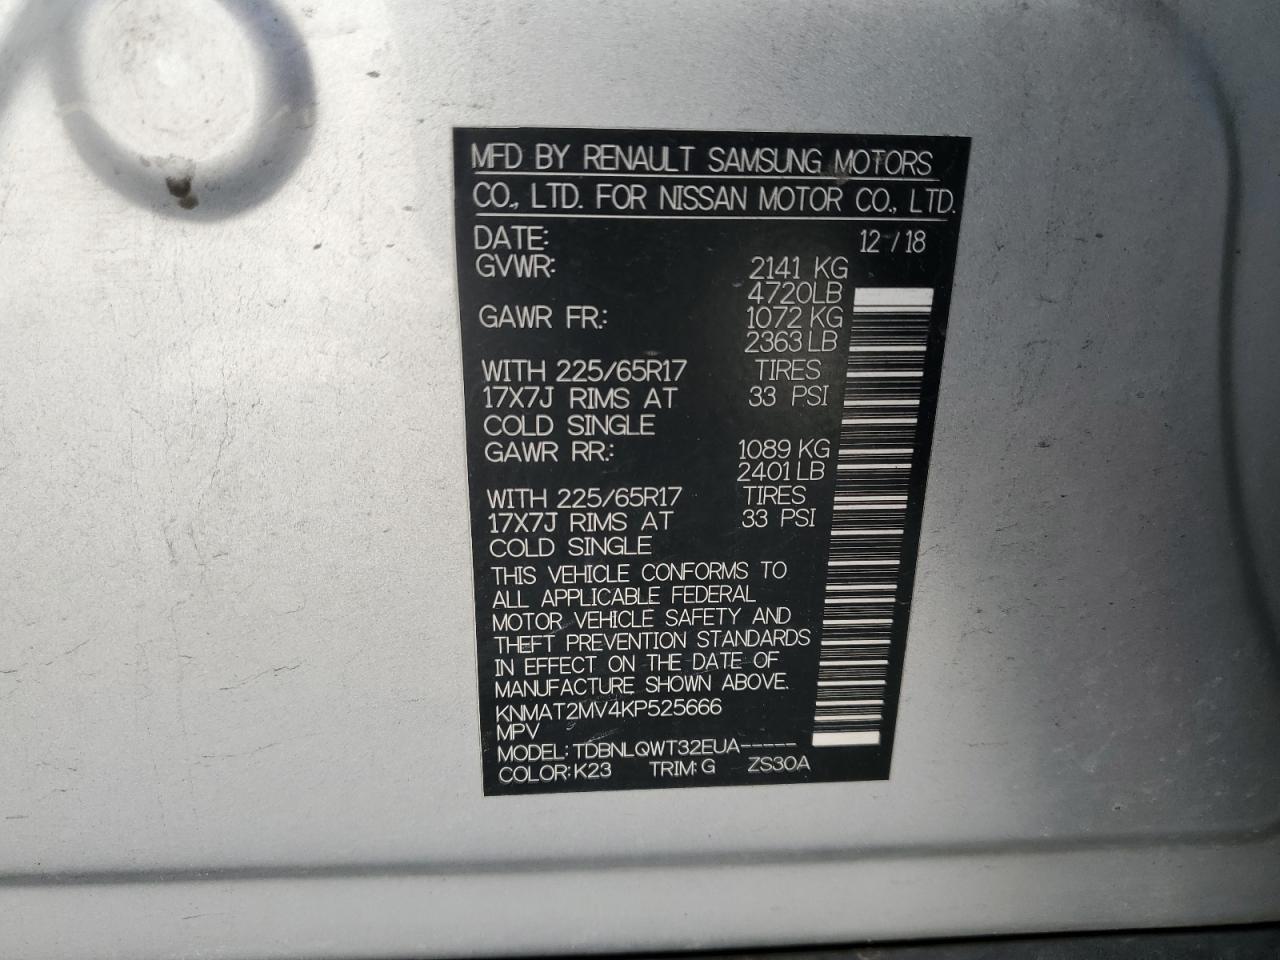 MFD BY RENAULT SAMSUNG MOTORS
CO., LTD. FOR NISSAN MOTOR CO., LTD.
DATE: 12 / 18
GVWR: 2141 KG
4720LB
GAWR FR.: 1072 KG
2363 LB
WITH 225/65R17 TIRES
17X7J RIMS AT 33 PSI
COLD SINGLE
GAWR RR.: 1089 KG
2401 LB
WITH 225/65R17 TIRES
17X7J RIMS AT 33 PSI
COLD SINGLE
THIS VEHICLE CONFORMS TO
ALL APPLICABLE FEDERAL
MOTOR VEHICLE SAFETY AND
THEFT PREVENTION STANDARDS
IN EFFECT ON THE DATE OF
MANUFACTURE SHOWN ABOVE.
KNMAT2MV4KP525666
MPV
MODEL: TDBNLQWT32EUA-----
COLOR: K23 TRIM: G ZS30A